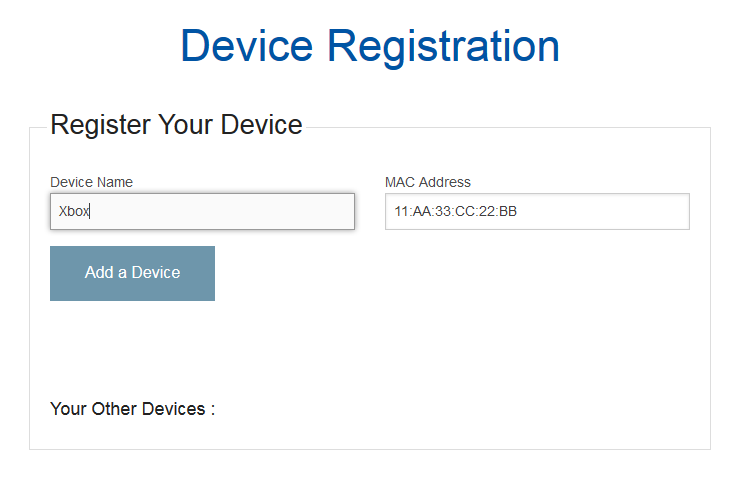 Device Registration
Register Your Device
Device Name
MAC Address
Xbox
11:AA:33:CC:22:BB
Add a Device
Your Other Devices :